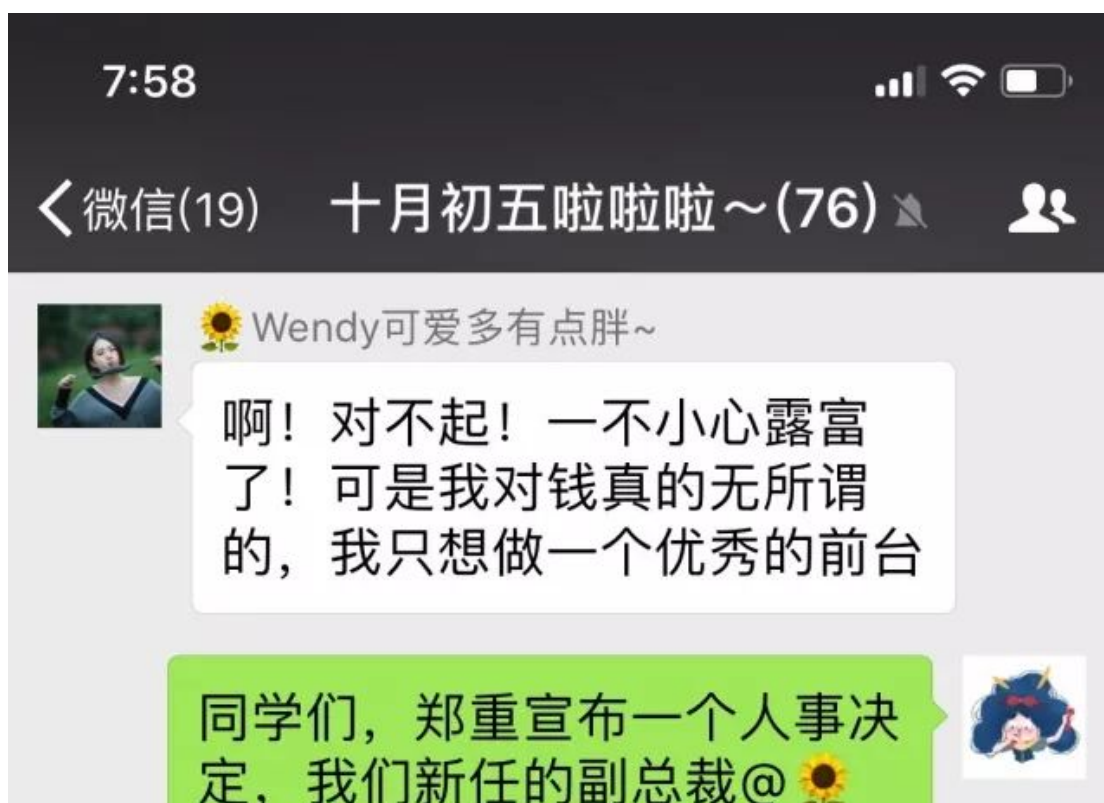 7:58
微信(19) 十月初五啦啦啦～(76)
🌻Wendy可爱多有点胖~
啊！对不起！一不小心露富
了！可是我对钱真的无所谓
的，我只想做一个优秀的前台
同学们，郑重宣布一个人事决
定，我们新任的副总裁@🌻